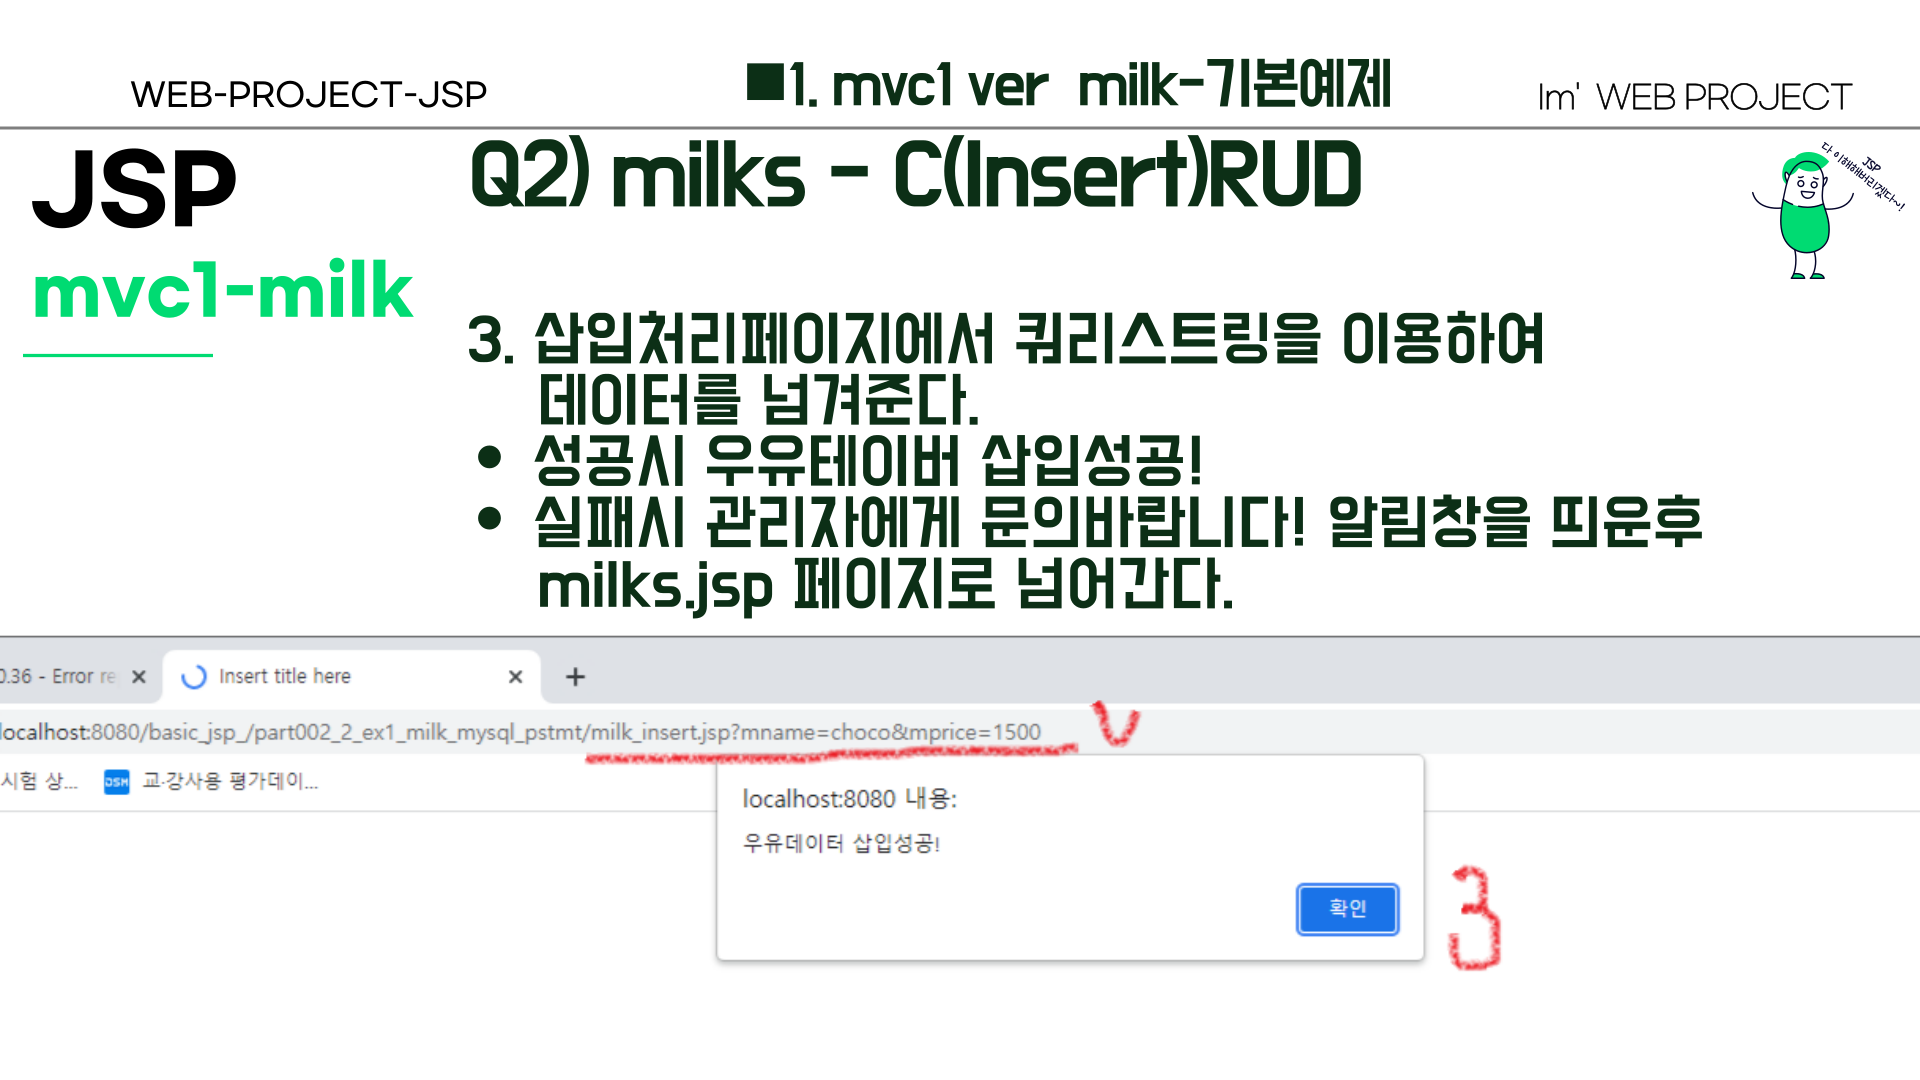 WEB-PROJECT-JSP
■1. mvc1 ver milk-기본예제
Im' WEB PROJECT
JSP
mvc1-milk
Q2) milks - C(Insert)RUD
JSP
다 이해해버리겠다~!
3. 삽입처리페이지에서 쿼리스트링을 이용하여
데이터를 넘겨준다.
• 성공시 우유테이버 삽입성공!
• 실패시 관리자에게 문의바랍니다! 알림창을 띄운후
milks.jsp 페이지로 넘어간다.
0.36 - Error re
Insert title here
localhost:8080/basic_jsp_/part002_2_ex1_milk_mysql_pstmt/milk_insert.jsp?mname=choco&mprice=1500
시험 상...
DSM 교·강사용 평가데이...
localhost:8080 내용:
우유데이터 삽입성공!
확인
3